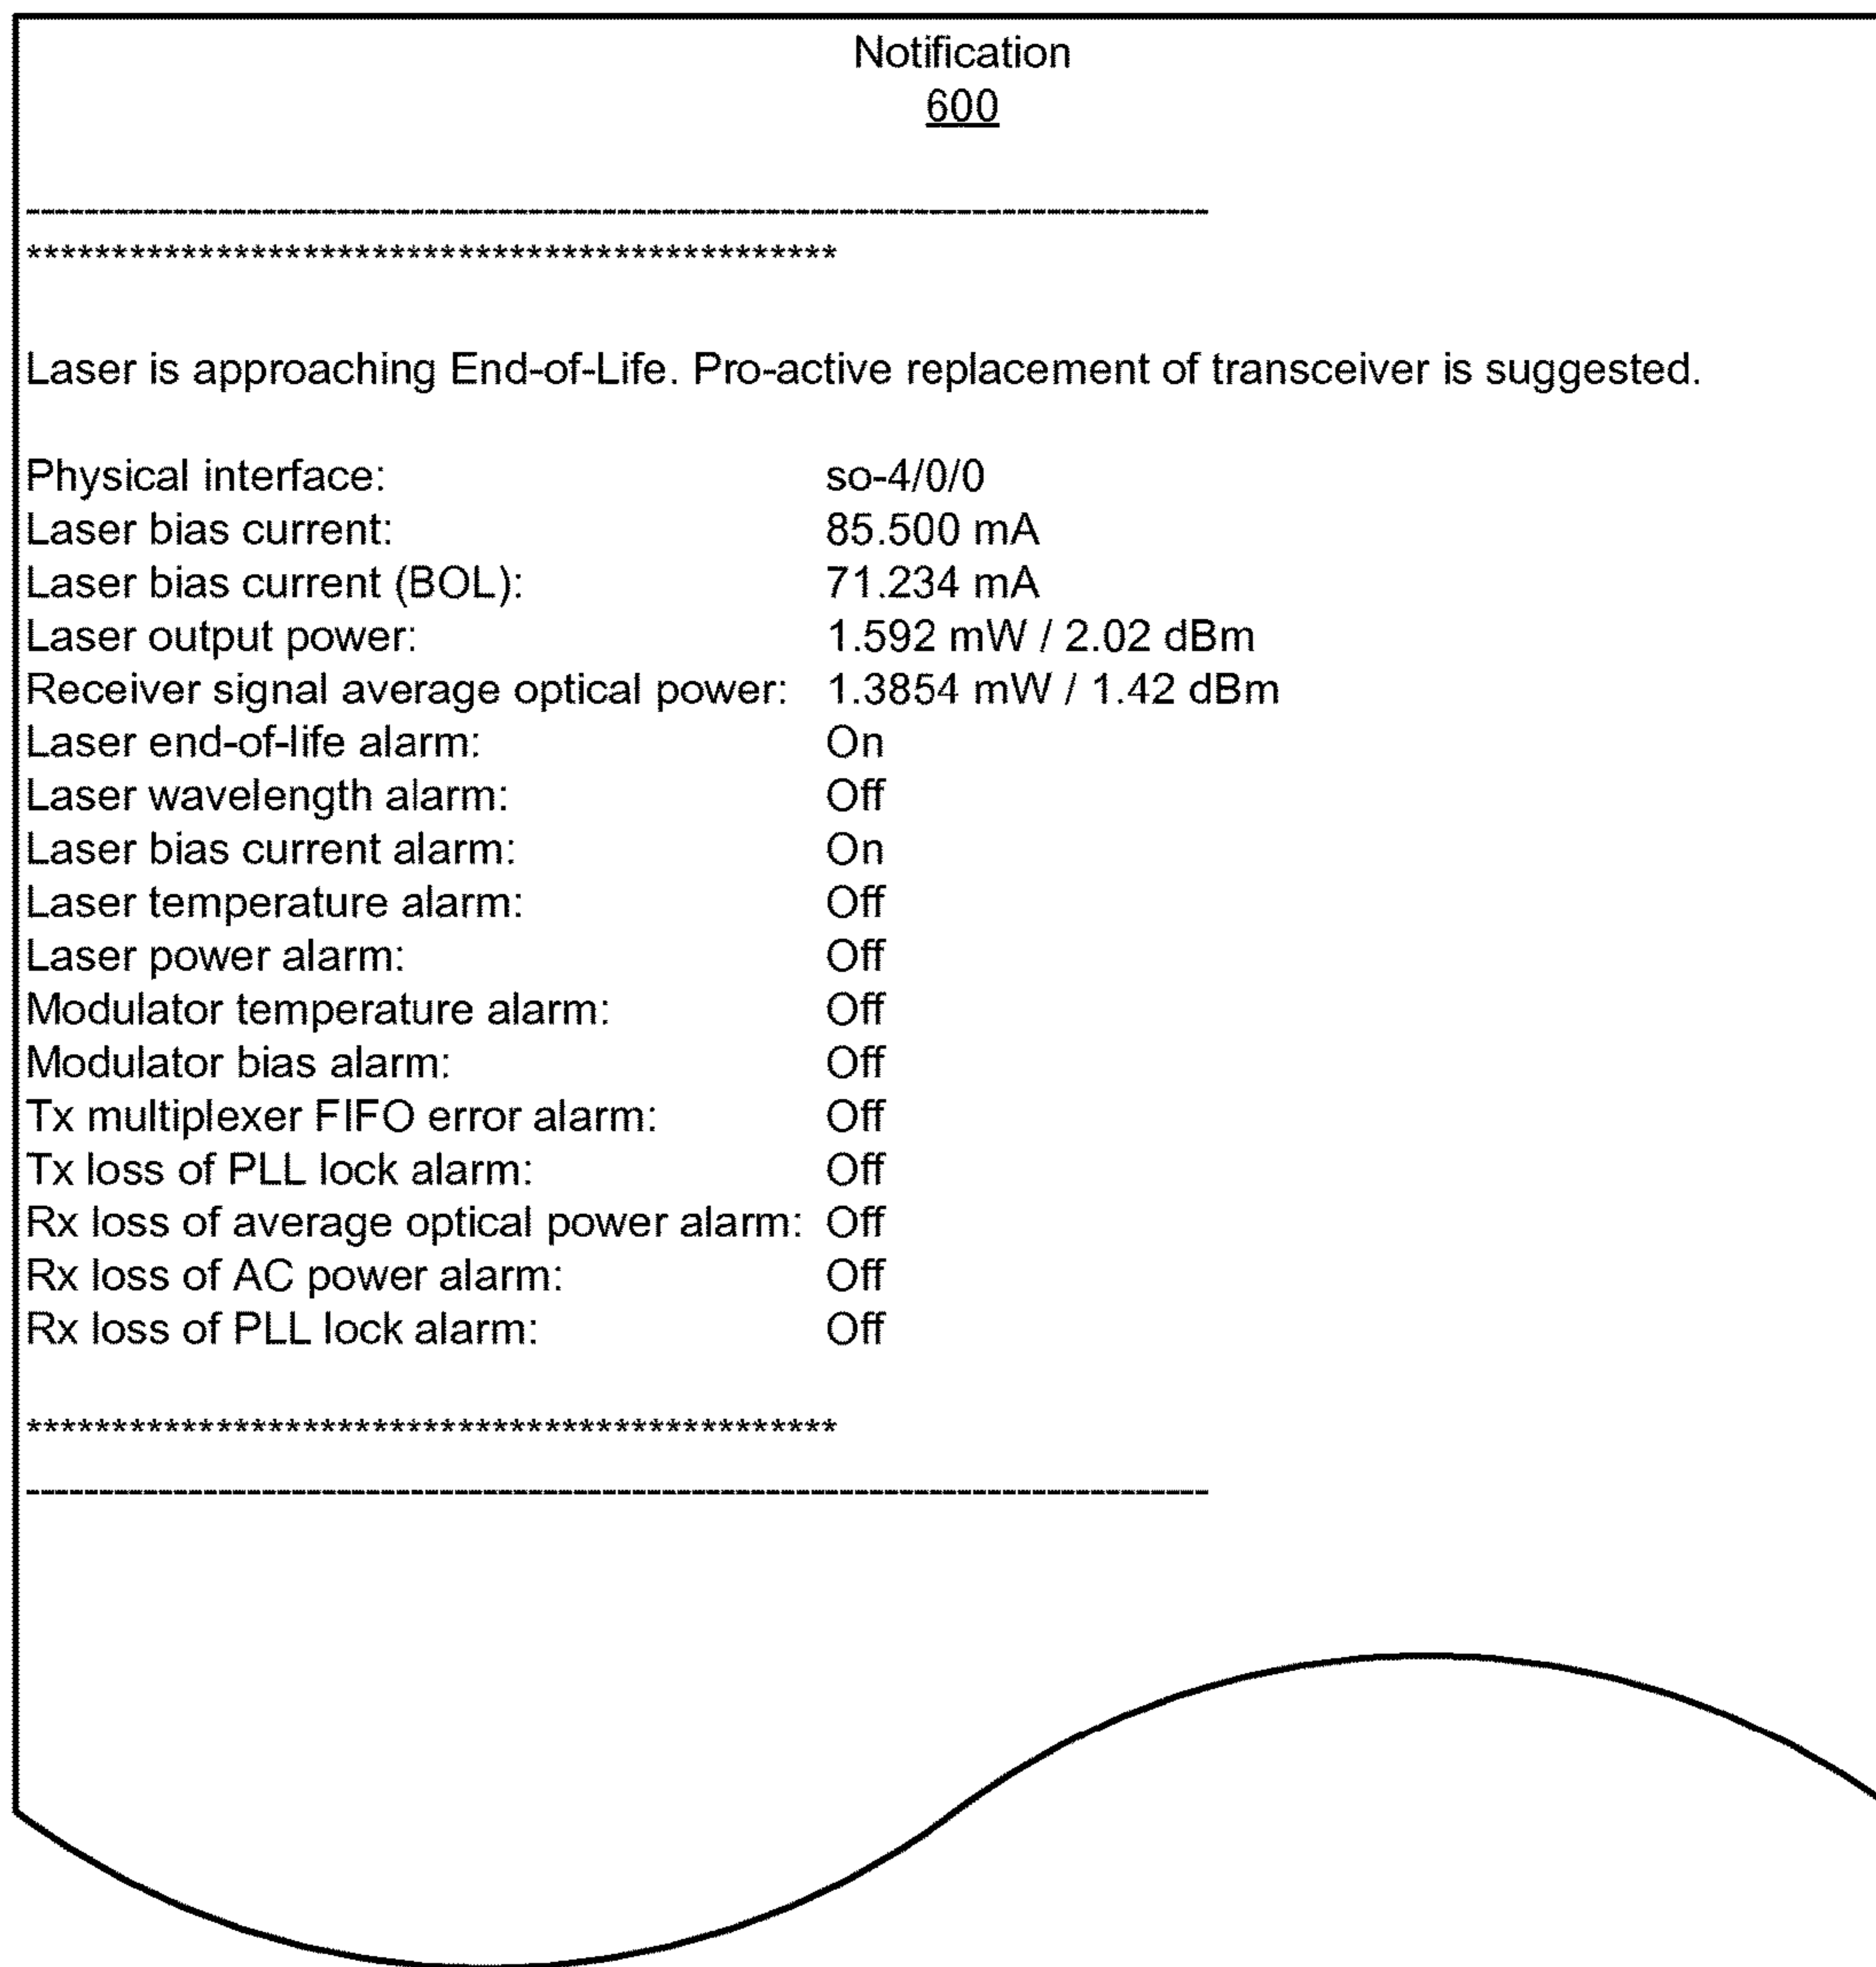 Notification
600
--------------------------------------------------------------------------------
***********************************************
Laser is approaching End-of-Life. Pro-active replacement of transceiver is suggested.
Physical interface: so-4/0/0
Laser bias current: 85.500 mA
Laser bias current (BOL): 71.234 mA
Laser output power: 1.592 mW / 2.02 dBm
Receiver signal average optical power: 1.3854 mW / 1.42 dBm
Laser end-of-life alarm: On
Laser wavelength alarm: Off
Laser bias current alarm: On
Laser temperature alarm: Off
Laser power alarm: Off
Modulator temperature alarm: Off
Modulator bias alarm: Off
Tx multiplexer FIFO error alarm: Off
Tx loss of PLL lock alarm: Off
Rx loss of average optical power alarm: Off
Rx loss of AC power alarm: Off
Rx loss of PLL lock alarm: Off
***********************************************
--------------------------------------------------------------------------------